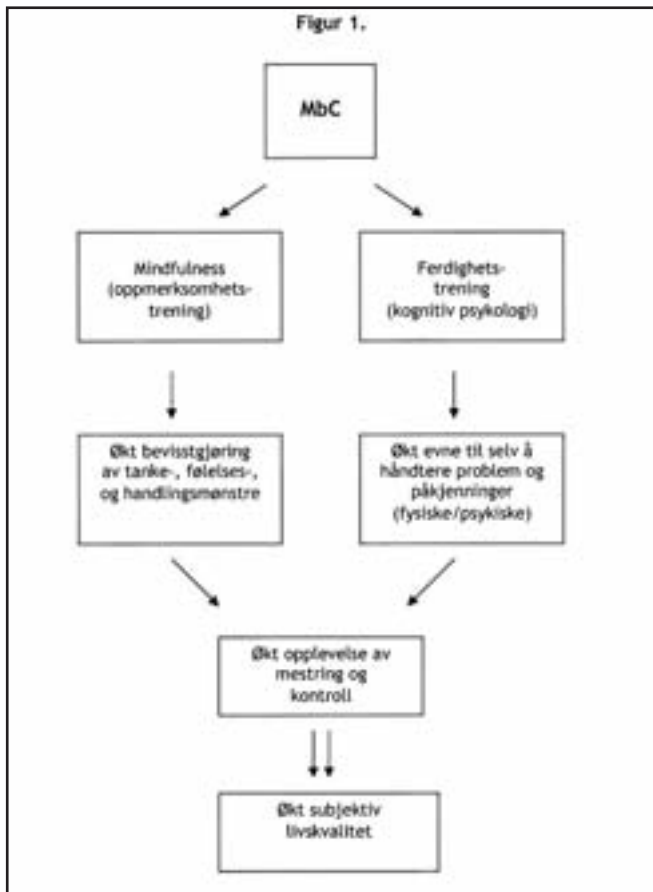 Figur 1.
MbC
Mindfulness
(oppmerksomhets-
trening)
Ferdighets-
trening
(kognitiv psykologi)
Økt bevisstgjøring
av tanke-, følelses-,
og handlingsmønstre
Økt evne til selv å
håndtere problem og
påkjenninger
(fysiske/psykiske)
Økt opplevelse av
mestring og
kontroll
Økt subjektiv
livskvalitet